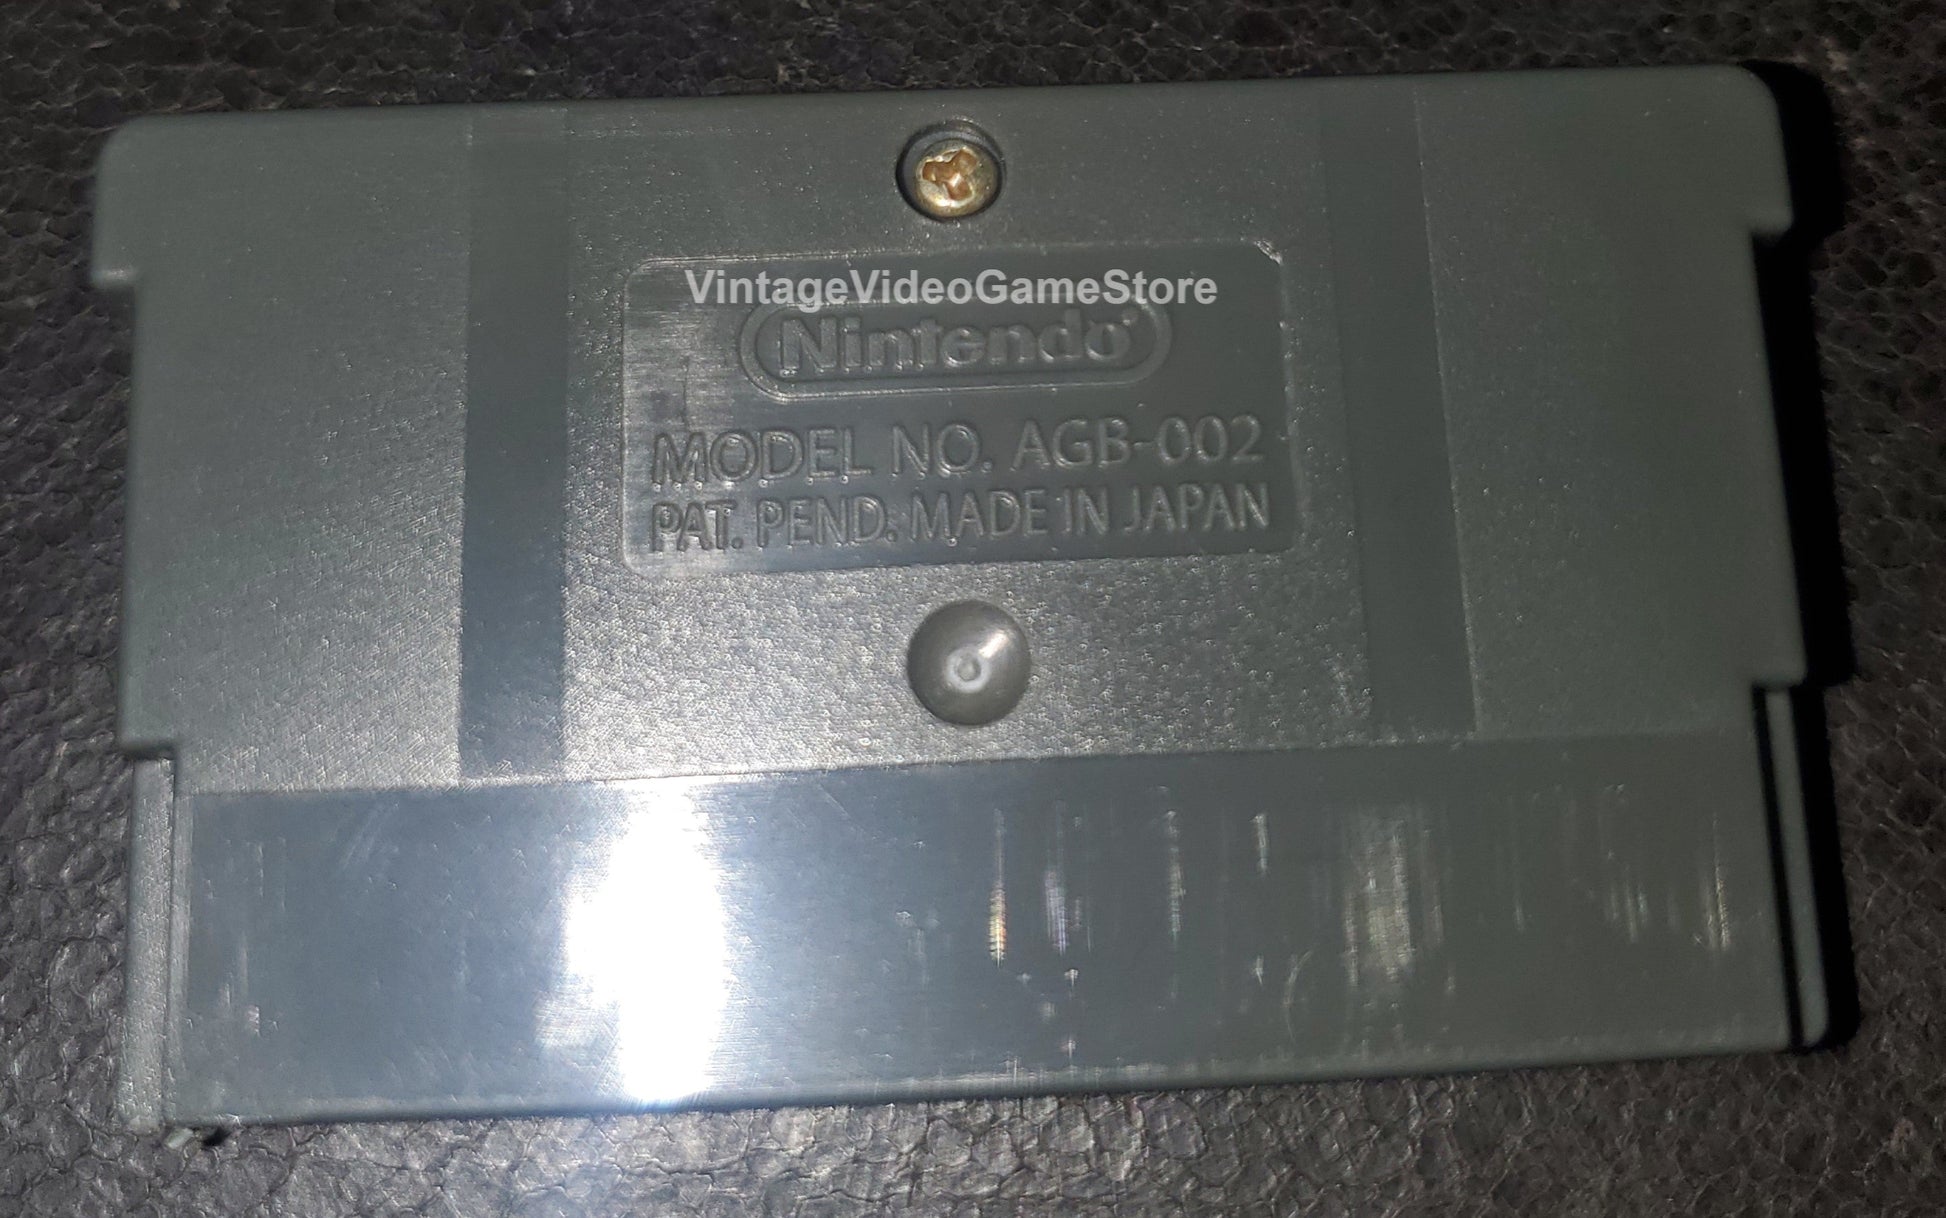 VintageVideoGameStore
Nintendo®
MODEL NO. AGB-002
PAT. PEND. MADE IN JAPAN